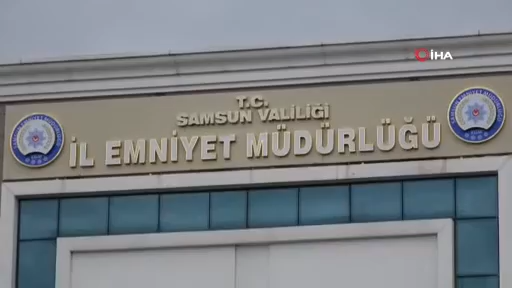 İHA
T.C.
SAMSUN VALİLİĞİ
İL EMNİYET MÜDÜRLÜĞÜ